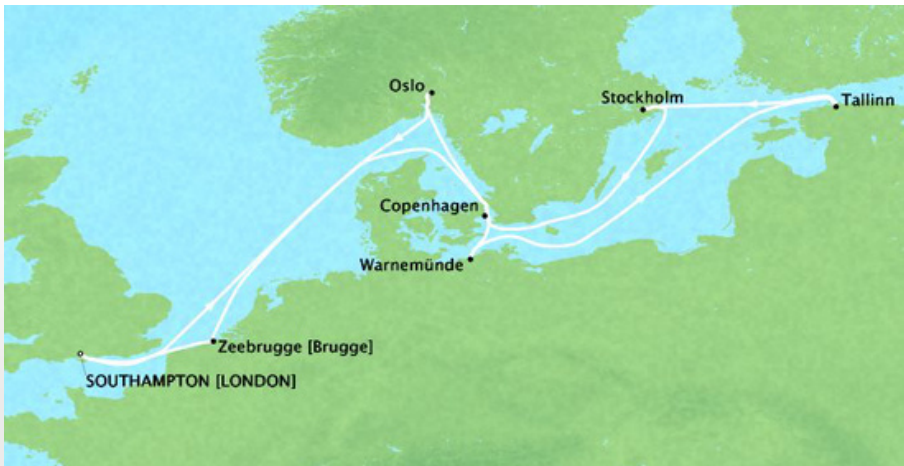 Oslo
Stockholm
Tallinn
Copenhagen
Warnemünde
Zeebrugge [Brugge]
SOUTHAMPTON [LONDON]